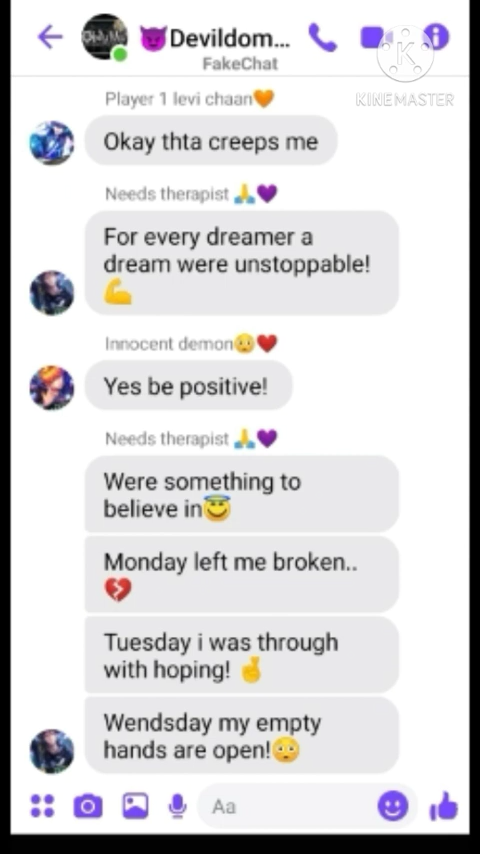 😈Devildom...
FakeChat
K
KINEMASTER
Player 1 levi chaan🧡
Okay thta creeps me
Needs therapist 🙏💜
For every dreamer a
dream were unstoppable!
💪
Innocent demon🥺❤️
Yes be positive!
Needs therapist 🙏💜
Were something to
believe in😇
Monday left me broken..
💔
Tuesday i was through
with hoping! 🤞
Wendsday my empty
hands are open!😳
Aa